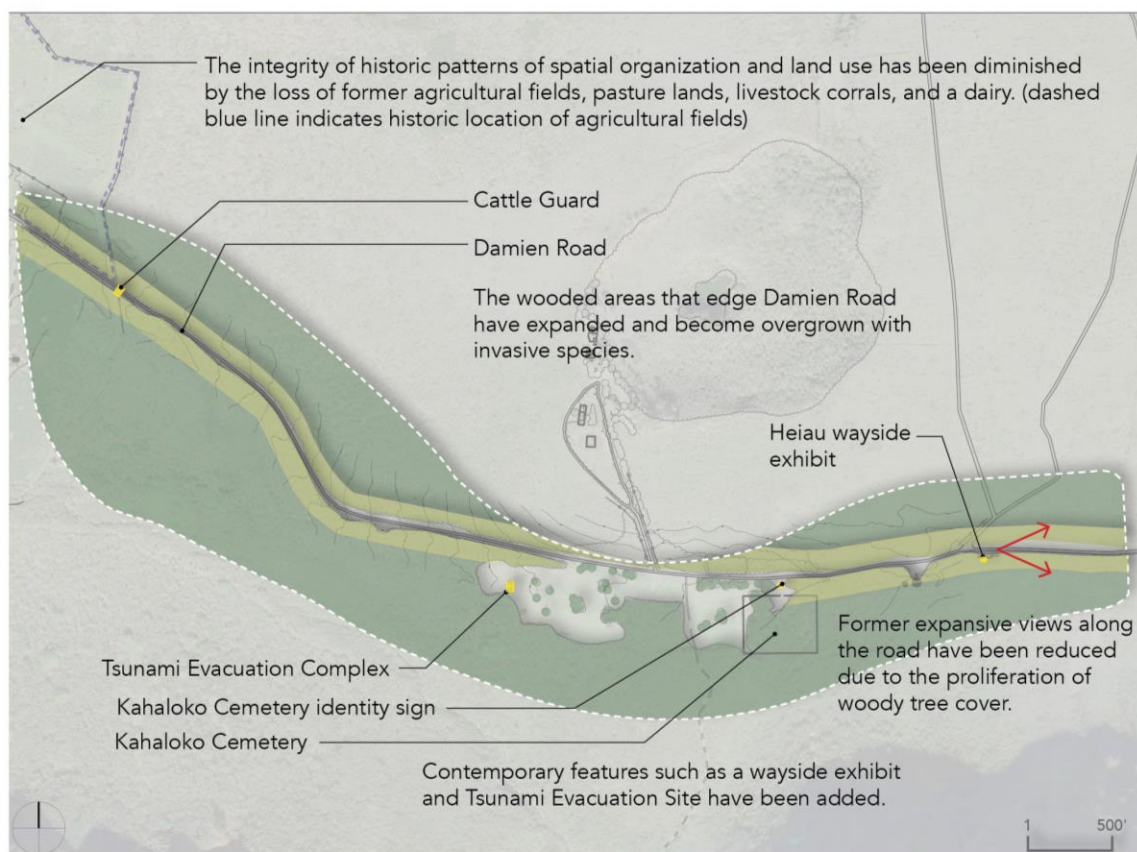 The integrity of historic patterns of spatial organization and land use has been diminished
by the loss of former agricultural fields, pasture lands, livestock corrals, and a dairy. (dashed
blue line indicates historic location of agricultural fields)
Cattle Guard
Damien Road
The wooded areas that edge Damien Road
have expanded and become overgrown with
invasive species.
Heiau wayside
exhibit
Former expansive views along
the road have been reduced
due to the proliferation of
woody tree cover.
Tsunami Evacuation Complex
Kahaloko Cemetery identity sign
Kahaloko Cemetery
Contemporary features such as a wayside exhibit
and Tsunami Evacuation Site have been added.
1 500'